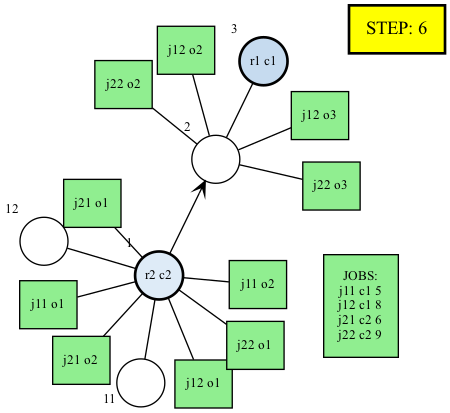 3
STEP: 6
j12 o2
r1 c1
j22 o2
j12 o3
2
j22 o3
j21 o1
12
1
r2 c2
j11 o2
j11 o1
JOBS:
j11 c1 5
j12 c1 8
j21 c2 6
j22 c2 9
j22 o1
j21 o2
j12 o1
11